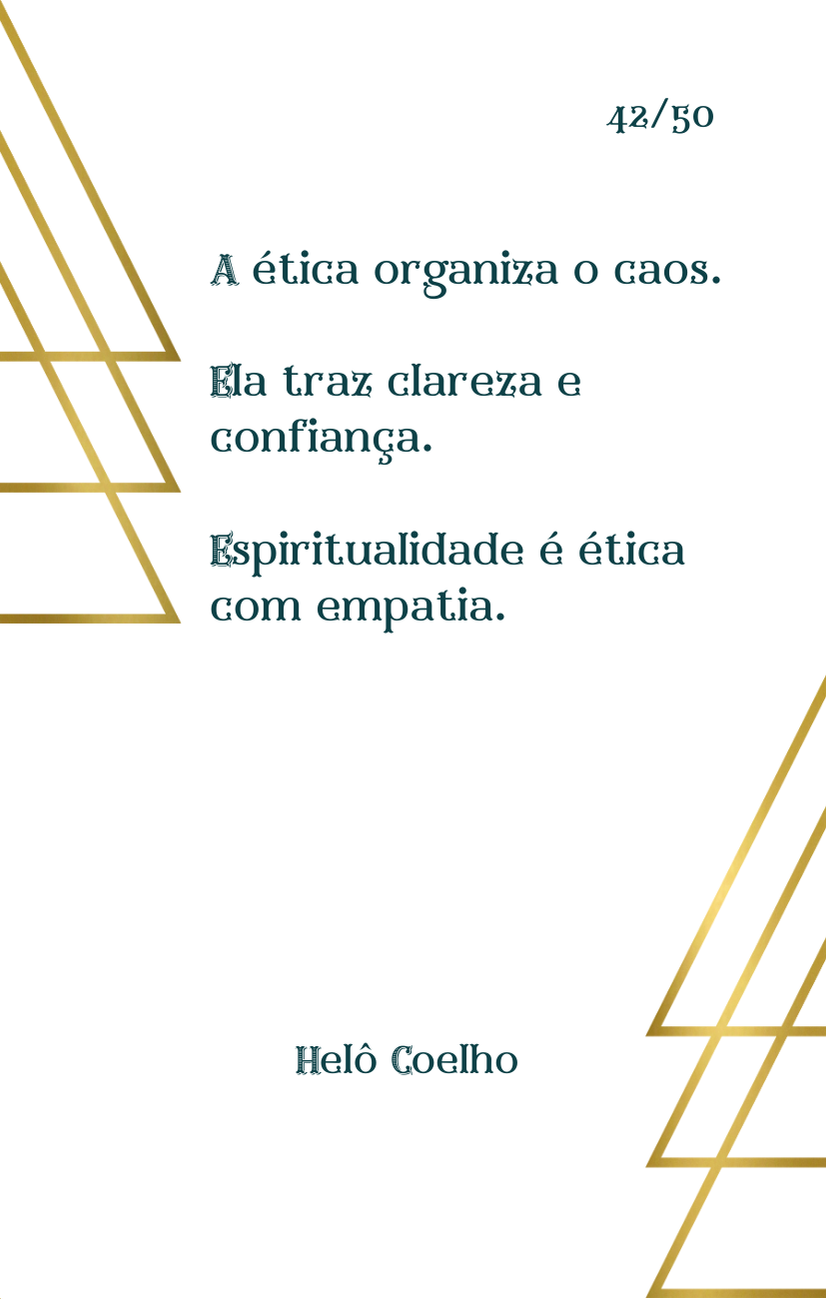 42/50
A ética organiza o caos.
Ela traz clareza e
confiança.
Espiritualidade é ética
com empatia.
Helô Coelho